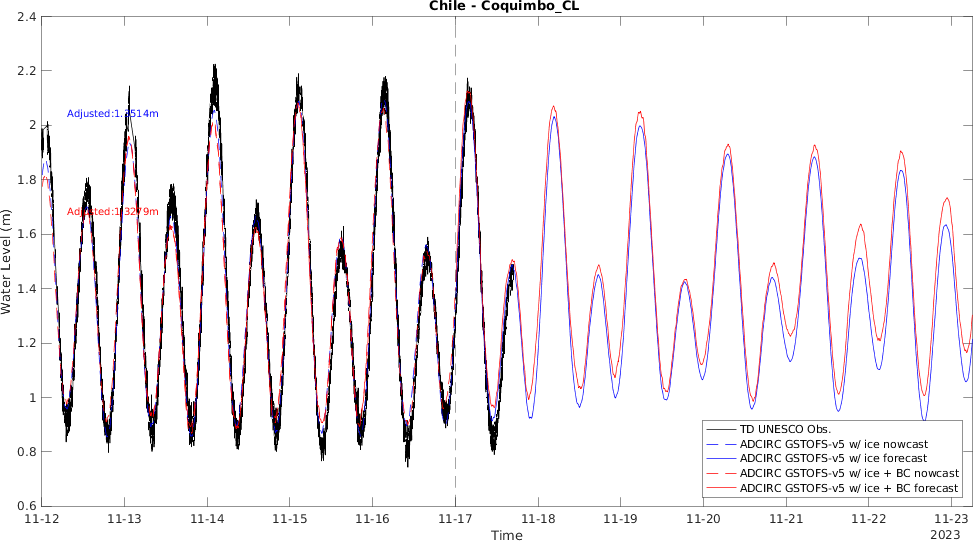 Chile - Coquimbo_CL
2.4
2.2
2
1.8
1.6
1.4
1.2
1
0.8
0.6
Water Level (m)
Adjusted:1.3514m
Adjusted:1.3279m
TD UNESCO Obs.
ADCIRC GSTOFS-v5 w/ ice nowcast
ADCIRC GSTOFS-v5 w/ ice forecast
ADCIRC GSTOFS-v5 w/ ice + BC nowcast
ADCIRC GSTOFS-v5 w/ ice + BC forecast
11-12 11-13 11-14 11-15 11-16 11-17 11-18 11-19 11-20 11-21 11-22 11-23
Time
2023